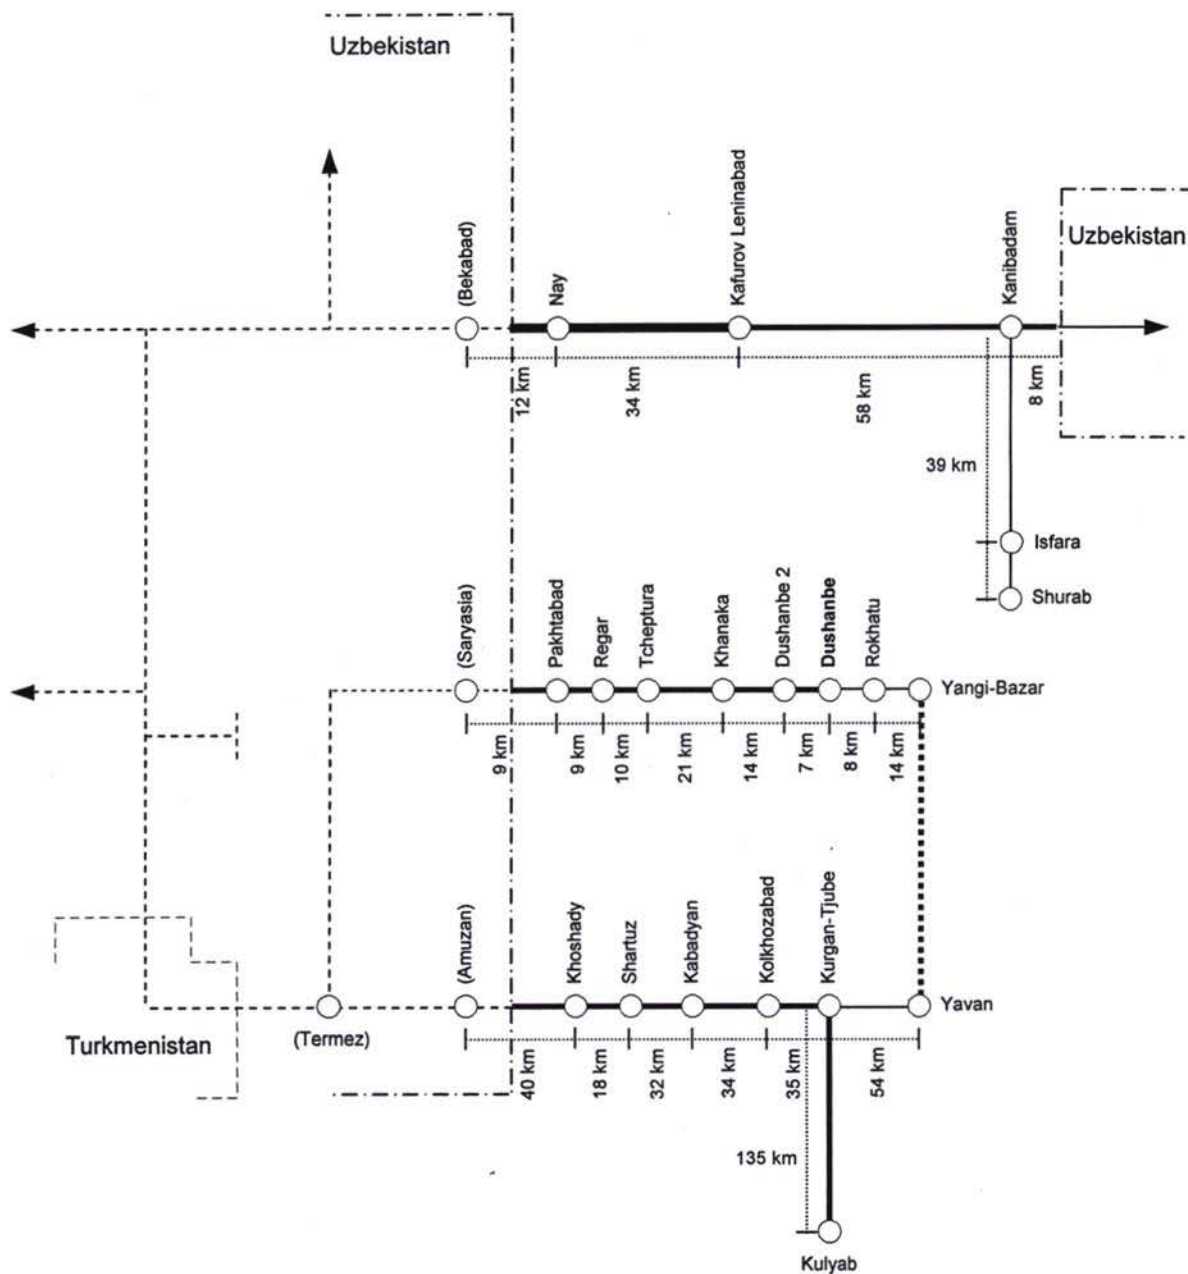 Uzbekistan
Uzbekistan
(Bekabad)
Nay
Kafurov Leninabad
Kanibadam
12 km
34 km
58 km
8 km
39 km
Isfara
Shurab
(Saryasia)
Pakhtabad
Regar
Tcheptura
Khanaka
Dushanbe 2
Dushanbe
Rokhatu
Yangi-Bazar
9 km
9 km
10 km
21 km
14 km
7 km
8 km
14 km
(Amuzan)
Khoshady
Shartuz
Kabadyan
Kolkhozabad
Kurgan-Tjube
Yavan
Turkmenistan
(Termez)
40 km
18 km
32 km
34 km
35 km
54 km
135 km
Kulyab